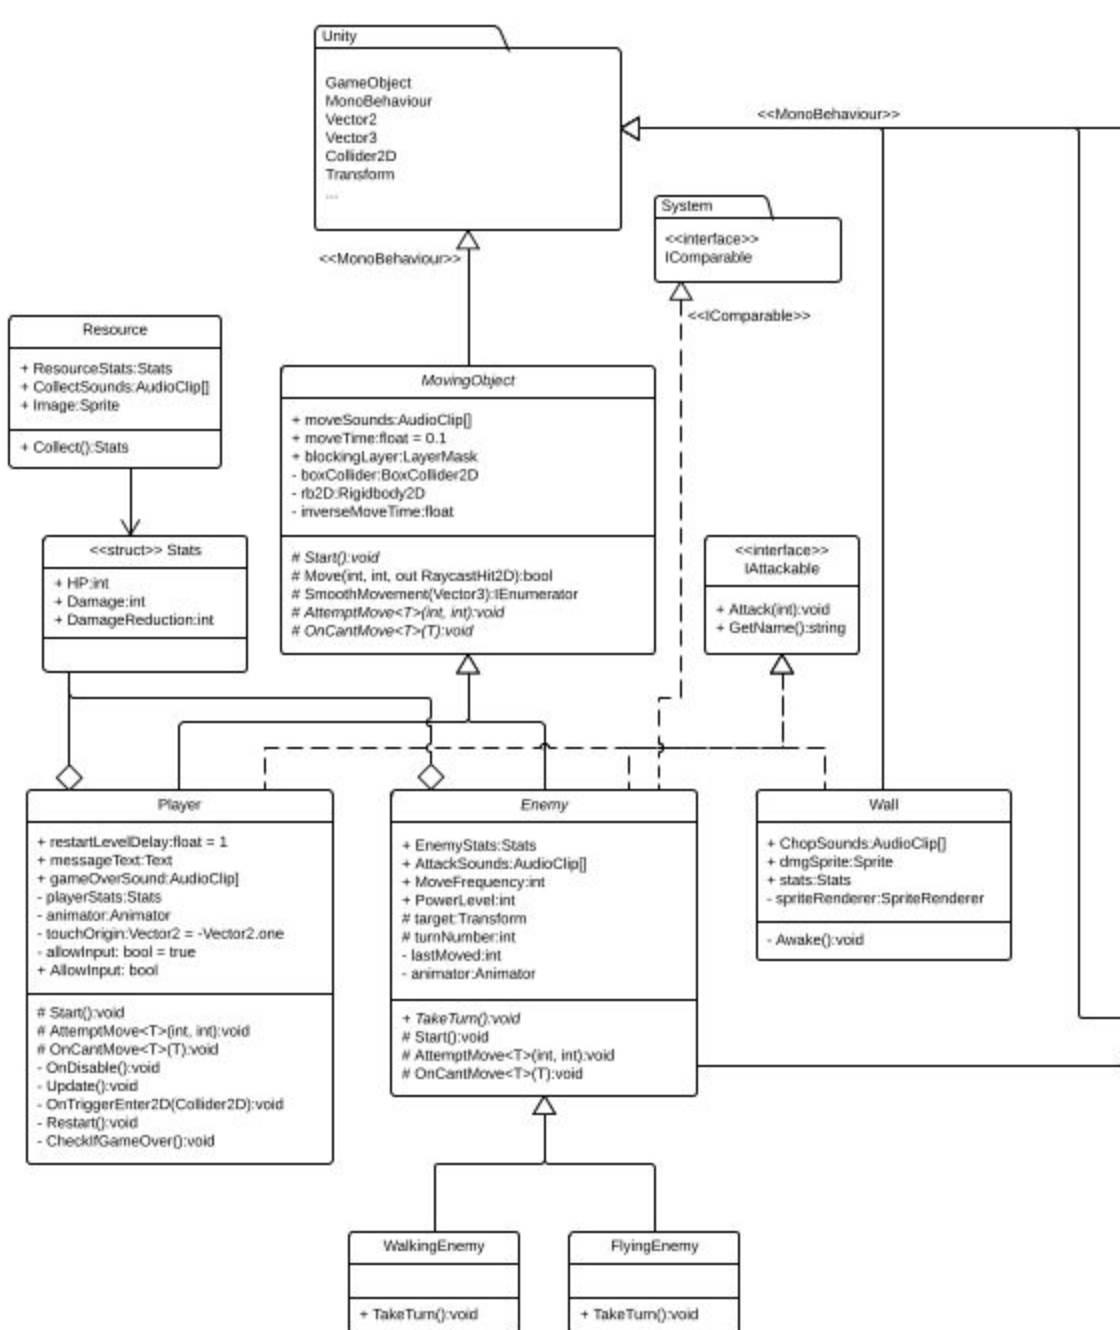 Unity
GameObject
MonoBehaviour
Vector2
Vector3
Collider2D
Transform
...
<<MonoBehaviour>>
System
<<interface>>
IComparable
<<MonoBehaviour>>
<<IComparable>>
Resource
+ ResourceStats:Stats
+ CollectSounds:AudioClip[]
+ Image:Sprite
+ Collect():Stats
MovingObject
+ moveSounds:AudioClip[]
+ moveTime:float = 0.1
+ blockingLayer:LayerMask
- boxCollider:BoxCollider2D
- rb2D:Rigidbody2D
- inverseMoveTime:float
# Start():void
# Move(int, int, out RaycastHit2D):bool
# SmoothMovement(Vector3):IEnumerator
# AttemptMove<T>(int, int):void
# OnCantMove<T>(T):void
<<struct>> Stats
+ HP:int
+ Damage:int
+ DamageReduction:int
<<interface>>
IAttackable
+ Attack(int):void
+ GetName():string
Player
+ restartLevelDelay:float = 1
+ messageText:Text
+ gameOverSound:AudioClip]
- playerStats:Stats
- animator:Animator
- touchOrigin:Vector2 = -Vector2.one
- allowInput: bool = true
+ AllowInput: bool
# Start():void
# AttemptMove<T>(int, int):void
# OnCantMove<T>(T):void
- OnDisable():void
- Update():void
- OnTriggerEnter2D(Collider2D):void
- Restart():void
- CheckIfGameOver():void
Enemy
+ EnemyStats:Stats
+ AttackSounds:AudioClip[]
+ MoveFrequency:int
+ PowerLevel:int
# target:Transform
# turnNumber:int
- lastMoved:int
- animator:Animator
+ TakeTurn():void
# Start():void
# AttemptMove<T>(int, int):void
# OnCantMove<T>(T):void
Wall
+ ChopSounds:AudioClip[]
+ dmgSprite:Sprite
+ stats:Stats
- spriteRenderer:SpriteRenderer
- Awake():void
WalkingEnemy
+ TakeTurn():void
FlyingEnemy
+ TakeTurn():void